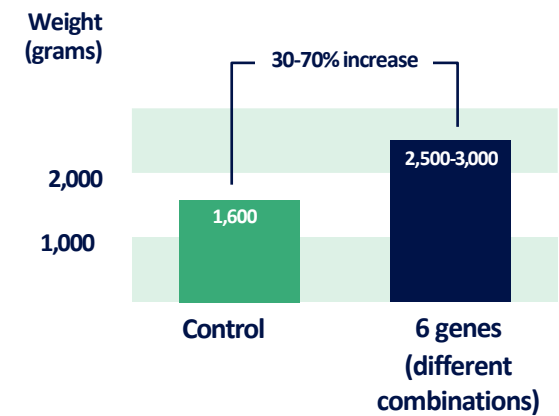 Weight
(grams)
30-70% increase
2,500-3,000
2,000
1,600
1,000
Control
6 genes
(different
combinations)